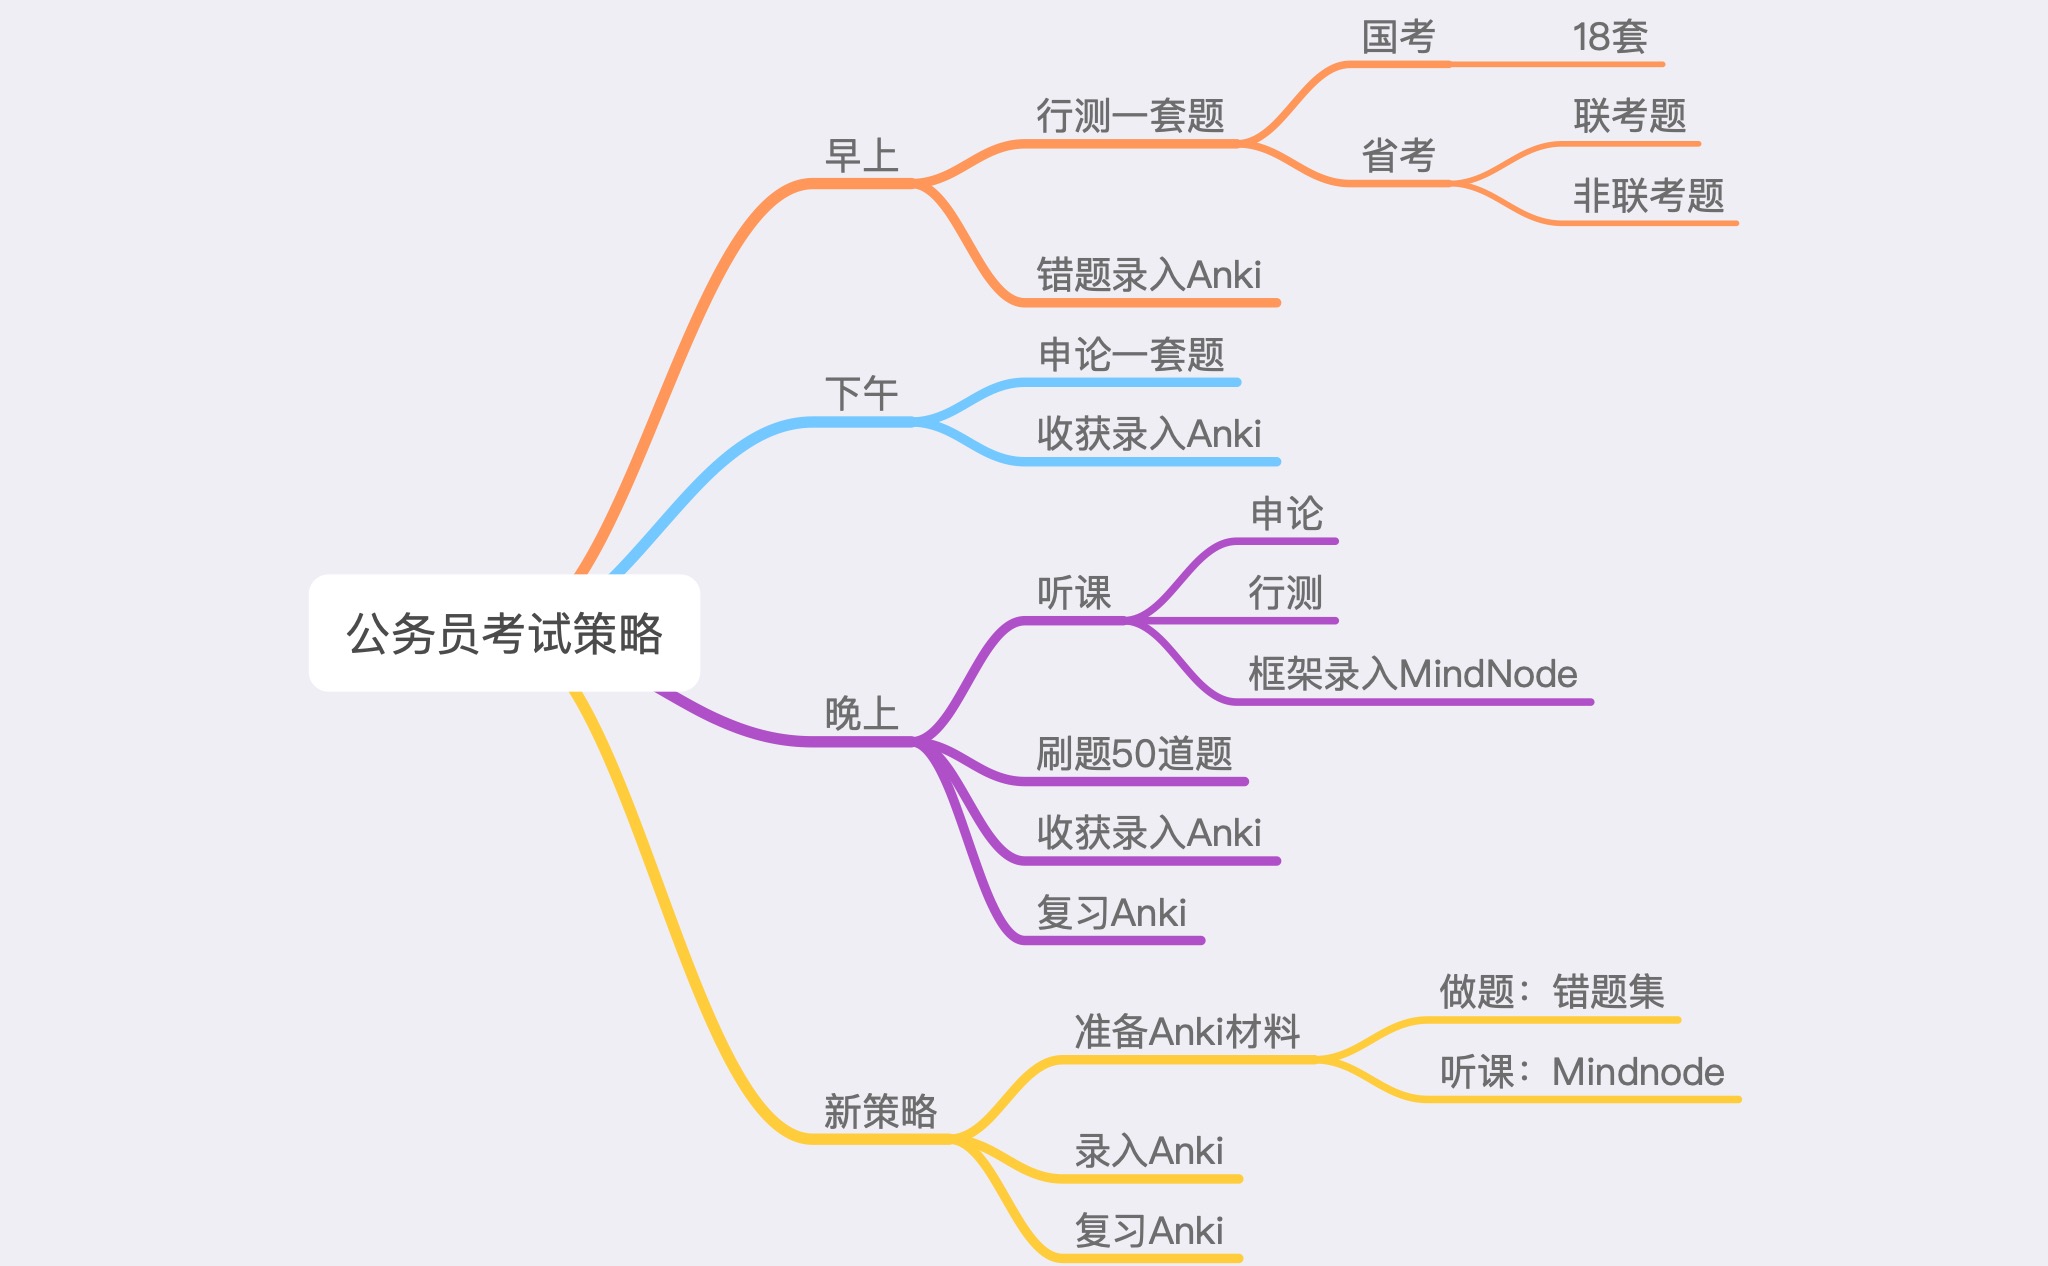 公务员考试策略
早上
行测一套题
国考
18套
省考
联考题
非联考题
错题录入Anki
下午
申论一套题
收获录入Anki
晚上
听课
申论
行测
框架录入MindNode
刷题50道题
收获录入Anki
复习Anki
新策略
准备Anki材料
做题：错题集
听课：Mindnode
录入Anki
复习Anki